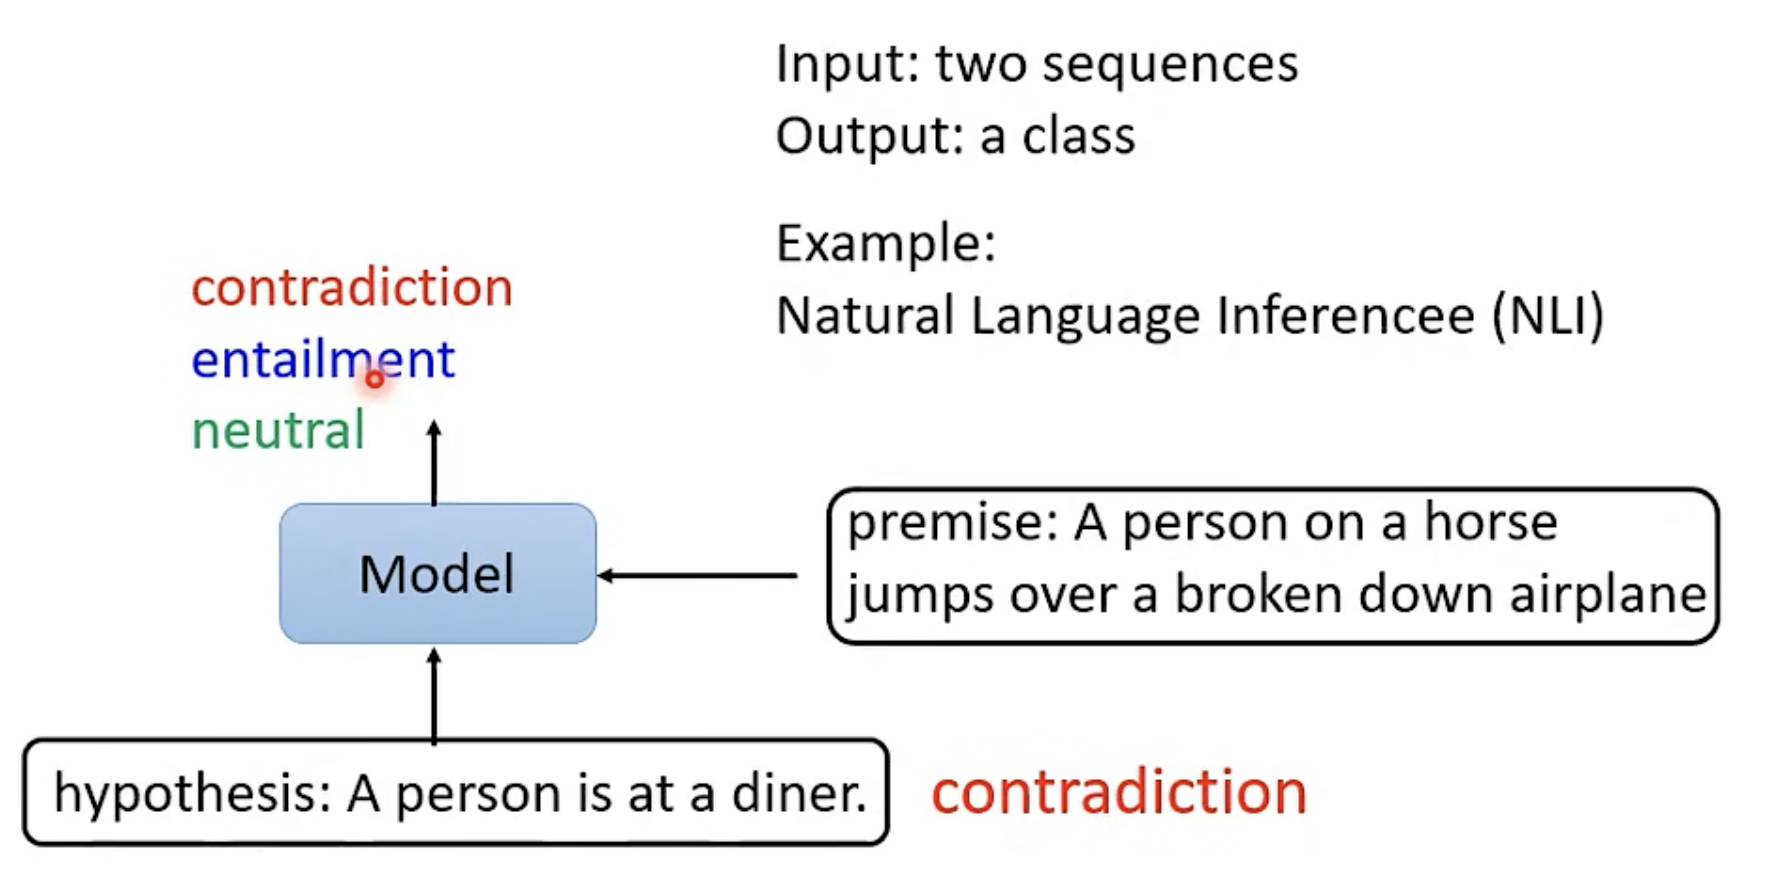 Input: two sequences
Output: a class
Example:
Natural Language Inferencee (NLI)
contradiction
entailment
neutral
Model
premise: A person on a horse
jumps over a broken down airplane
hypothesis: A person is at a diner.
contradiction